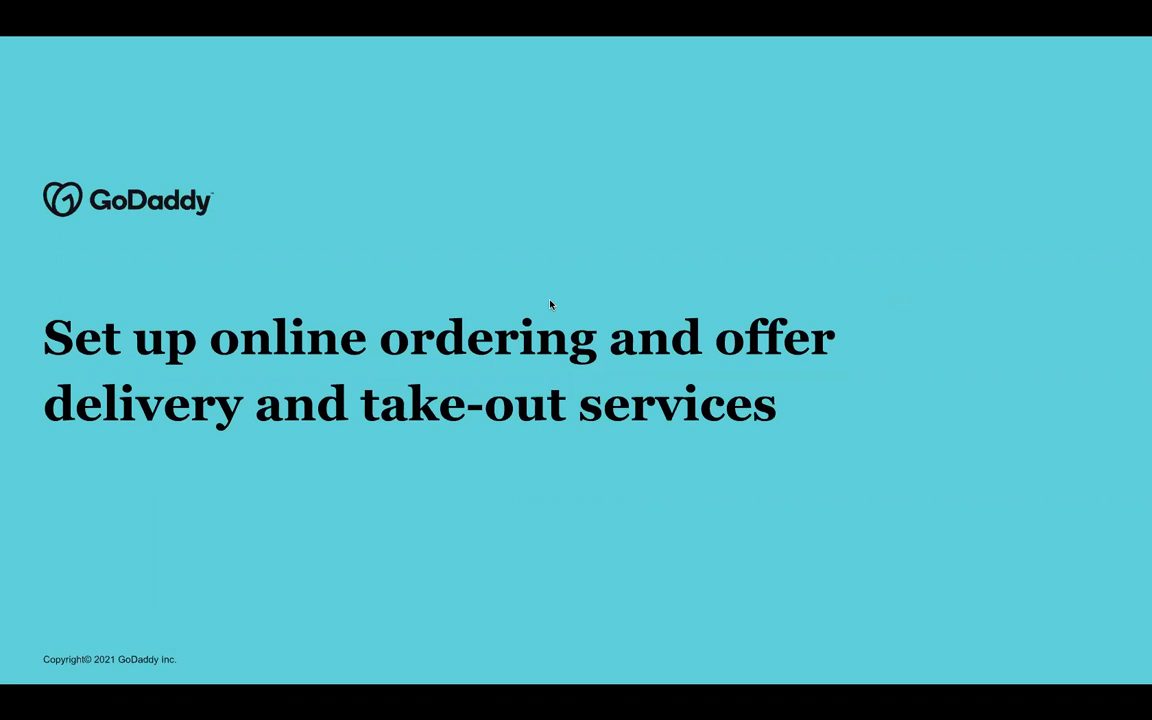 GoDaddy
Set up online ordering and offer
delivery and take-out services
Copyright© 2021 GoDaddy Inc.